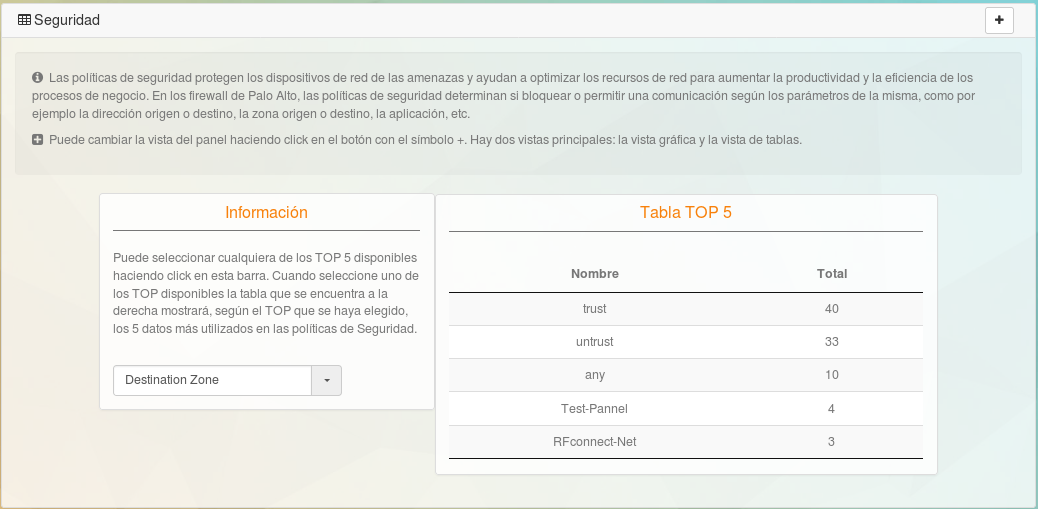 Seguridad
Las políticas de seguridad protegen los dispositivos de red de las amenazas y ayudan a optimizar los recursos de red para aumentar la productividad y la eficiencia de los
procesos de negocio. En los firewall de Palo Alto, las políticas de seguridad determinan si bloquear o permitir una comunicación según los parámetros de la misma, como por
ejemplo la dirección origen o destino, la zona origen o destino, la aplicación, etc.
Puede cambiar la vista del panel haciendo click en el botón con el símbolo +. Hay dos vistas principales: la vista gráfica y la vista de tablas.
Información
Puede seleccionar cualquiera de los TOP 5 disponibles
haciendo click en esta barra. Cuando seleccione uno de
los TOP disponibles la tabla que se encuentra a la
derecha mostrará, según el TOP que se haya elegido,
los 5 datos más utilizados en las políticas de Seguridad.
Destination Zone
Tabla TOP 5
Nombre Total
trust 40
untrust 33
any 10
Test-Pannel 4
RFconnect-Net 3